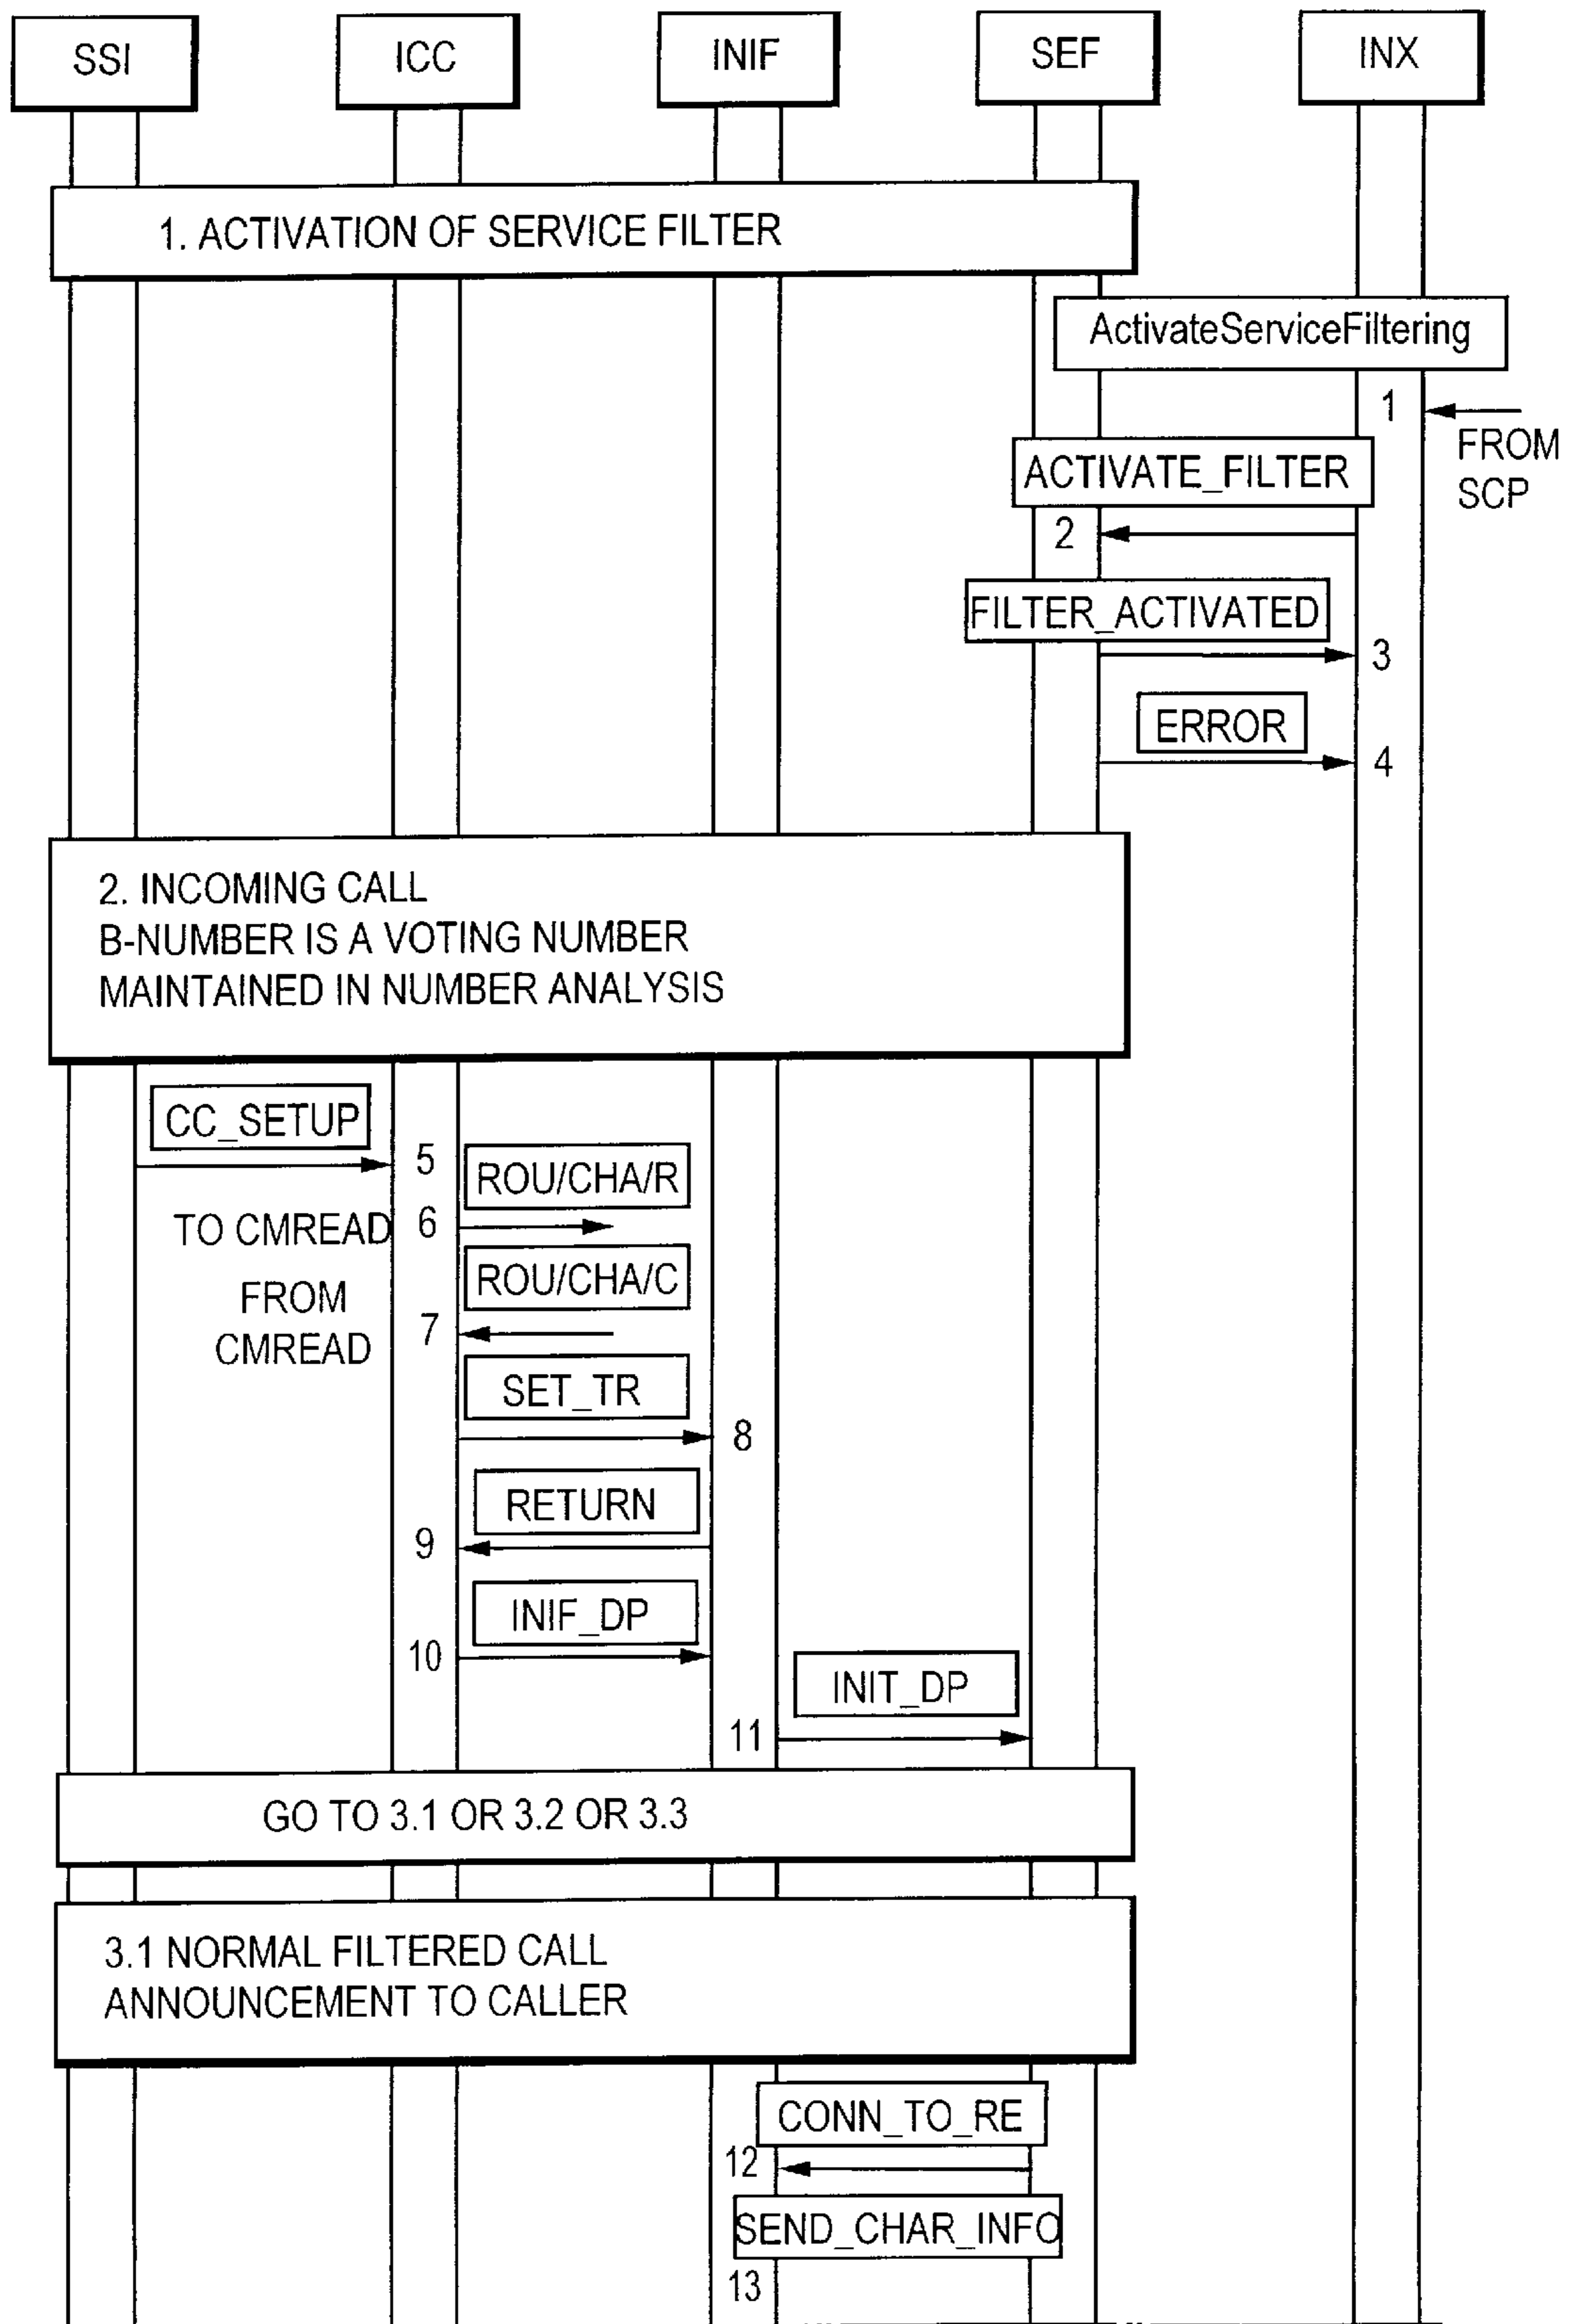 SSI
ICC
INIF
SEF
INX
1. ACTIVATION OF SERVICE FILTER
ActivateServiceFiltering
1
FROM
SCP
ACTIVATE_FILTER
2
FILTER_ACTIVATED
3
ERROR
4
2. INCOMING CALL
B-NUMBER IS A VOTING NUMBER
MAINTAINED IN NUMBER ANALYSIS
CC_SETUP
5
ROU/CHA/R
TO CMREAD
6
ROU/CHA/C
FROM
CMREAD
7
SET_TR
8
RETURN
9
INIF_DP
10
INIT_DP
11
GO TO 3.1 OR 3.2 OR 3.3
3.1 NORMAL FILTERED CALL
ANNOUNCEMENT TO CALLER
CONN_TO_RE
12
SEND_CHAR_INFO
13